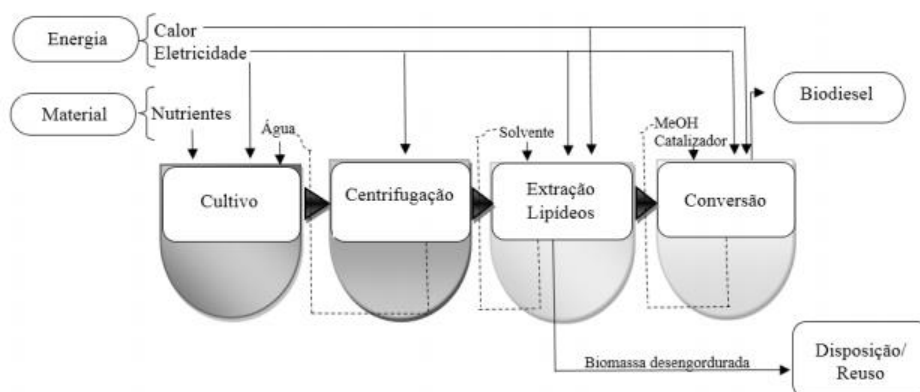 Energia
Calor
Eletricidade
Material
Nutrientes
Água
Solvente
MeOH
Catalizador
Biodiesel
Cultivo
Centrifugação
Extração
Lipídeos
Conversão
Biomassa desengordurada
Disposição/
Reuso